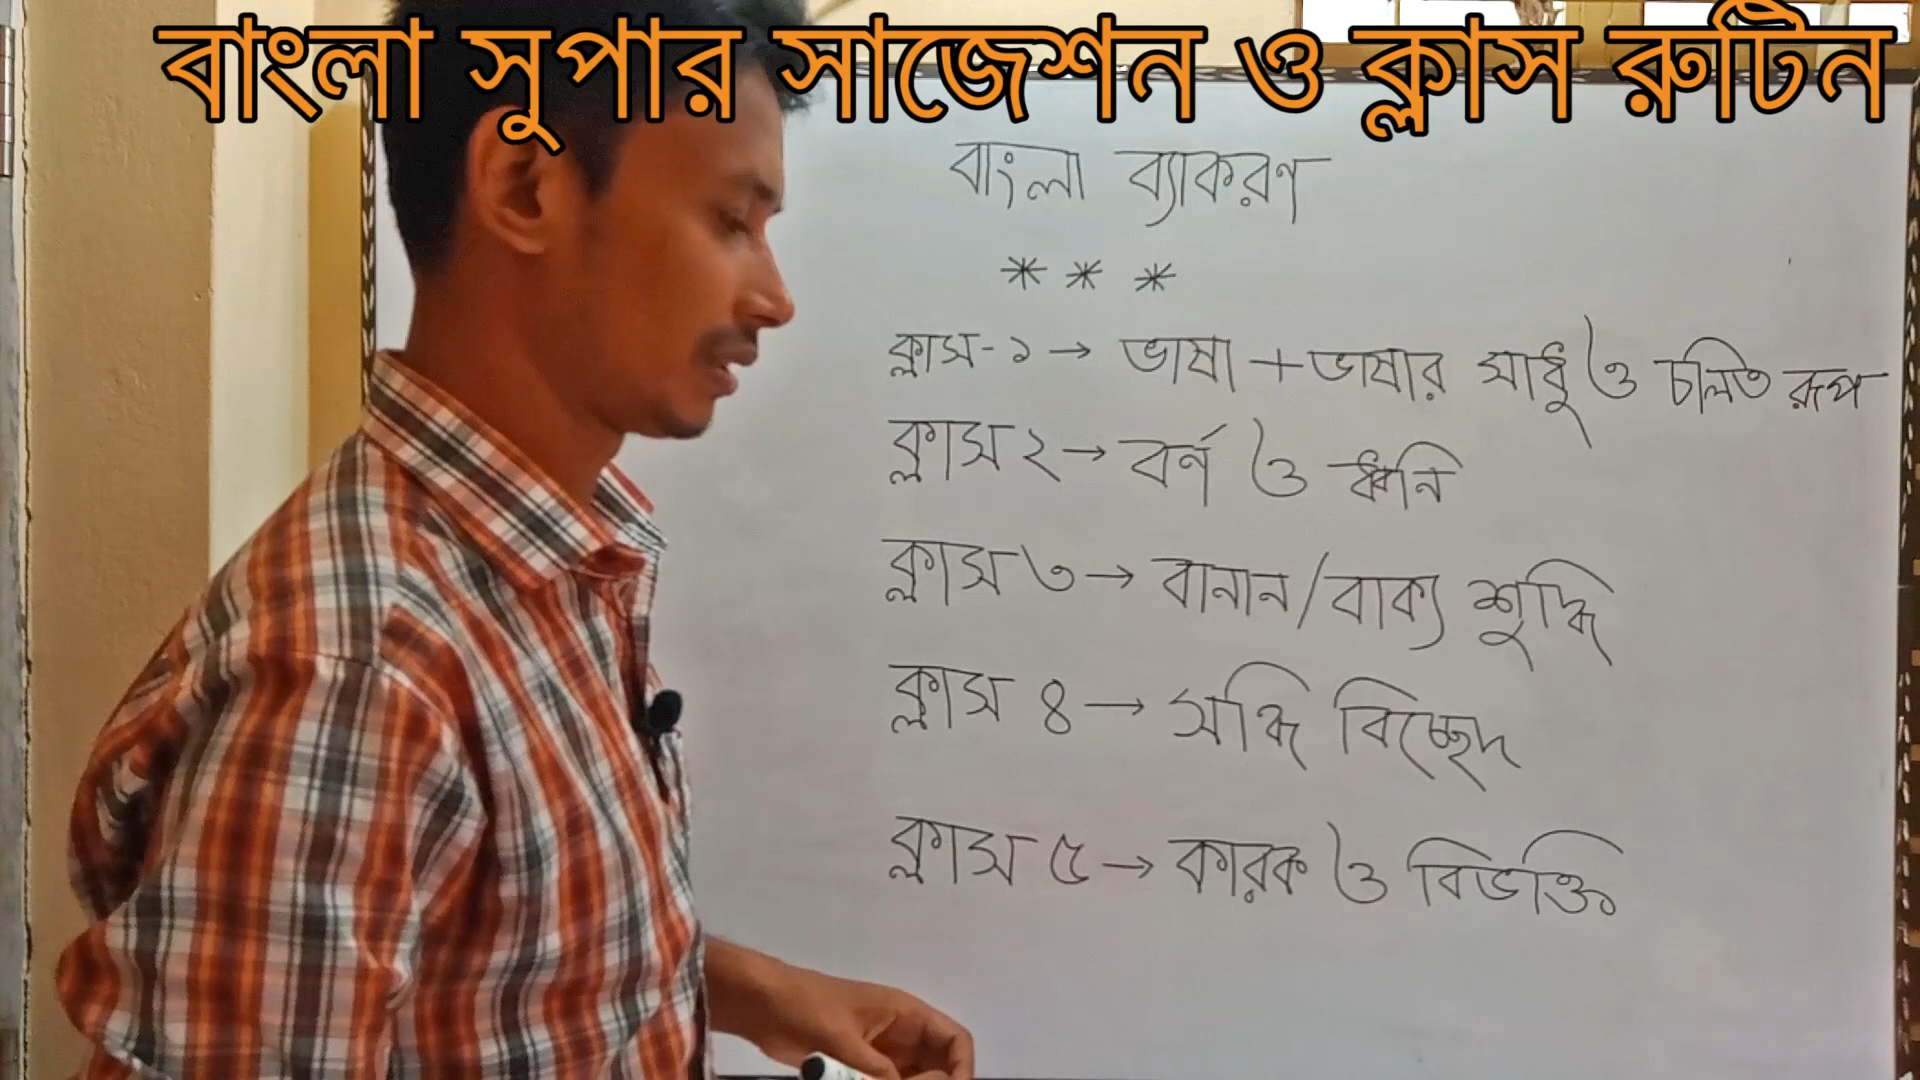 বাংলা সুপার সাজেশন ও ক্লাস রুটিন
বাংলা ব্যাকরণ
* * *
ক্লাস-১ → ভাষা + ভাষার সাধু ও চলিত রূপ
ক্লাস ২ → বর্ণ ও ধ্বনি
ক্লাস ৩ → বানান/বাক্য শুদ্ধি
ক্লাস ৪ → সন্ধি বিচ্ছেদ
ক্লাস ৫ → কারক ও বিভক্তি